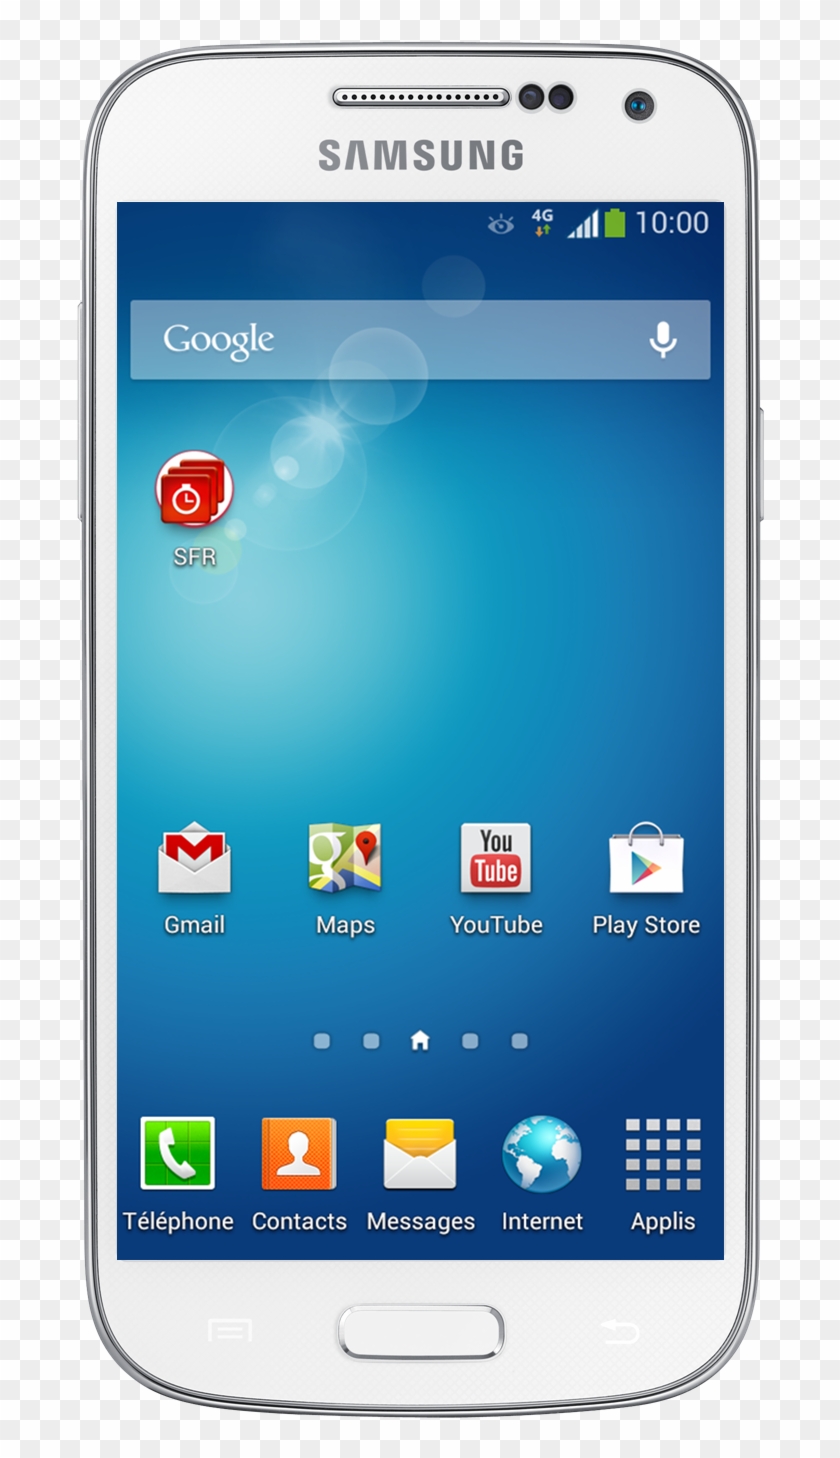 SAMSUNG
4G 10:00
Google
SFR
You
Tube
Gmail Maps YouTube Play Store
Téléphone Contacts Messages Internet Applis